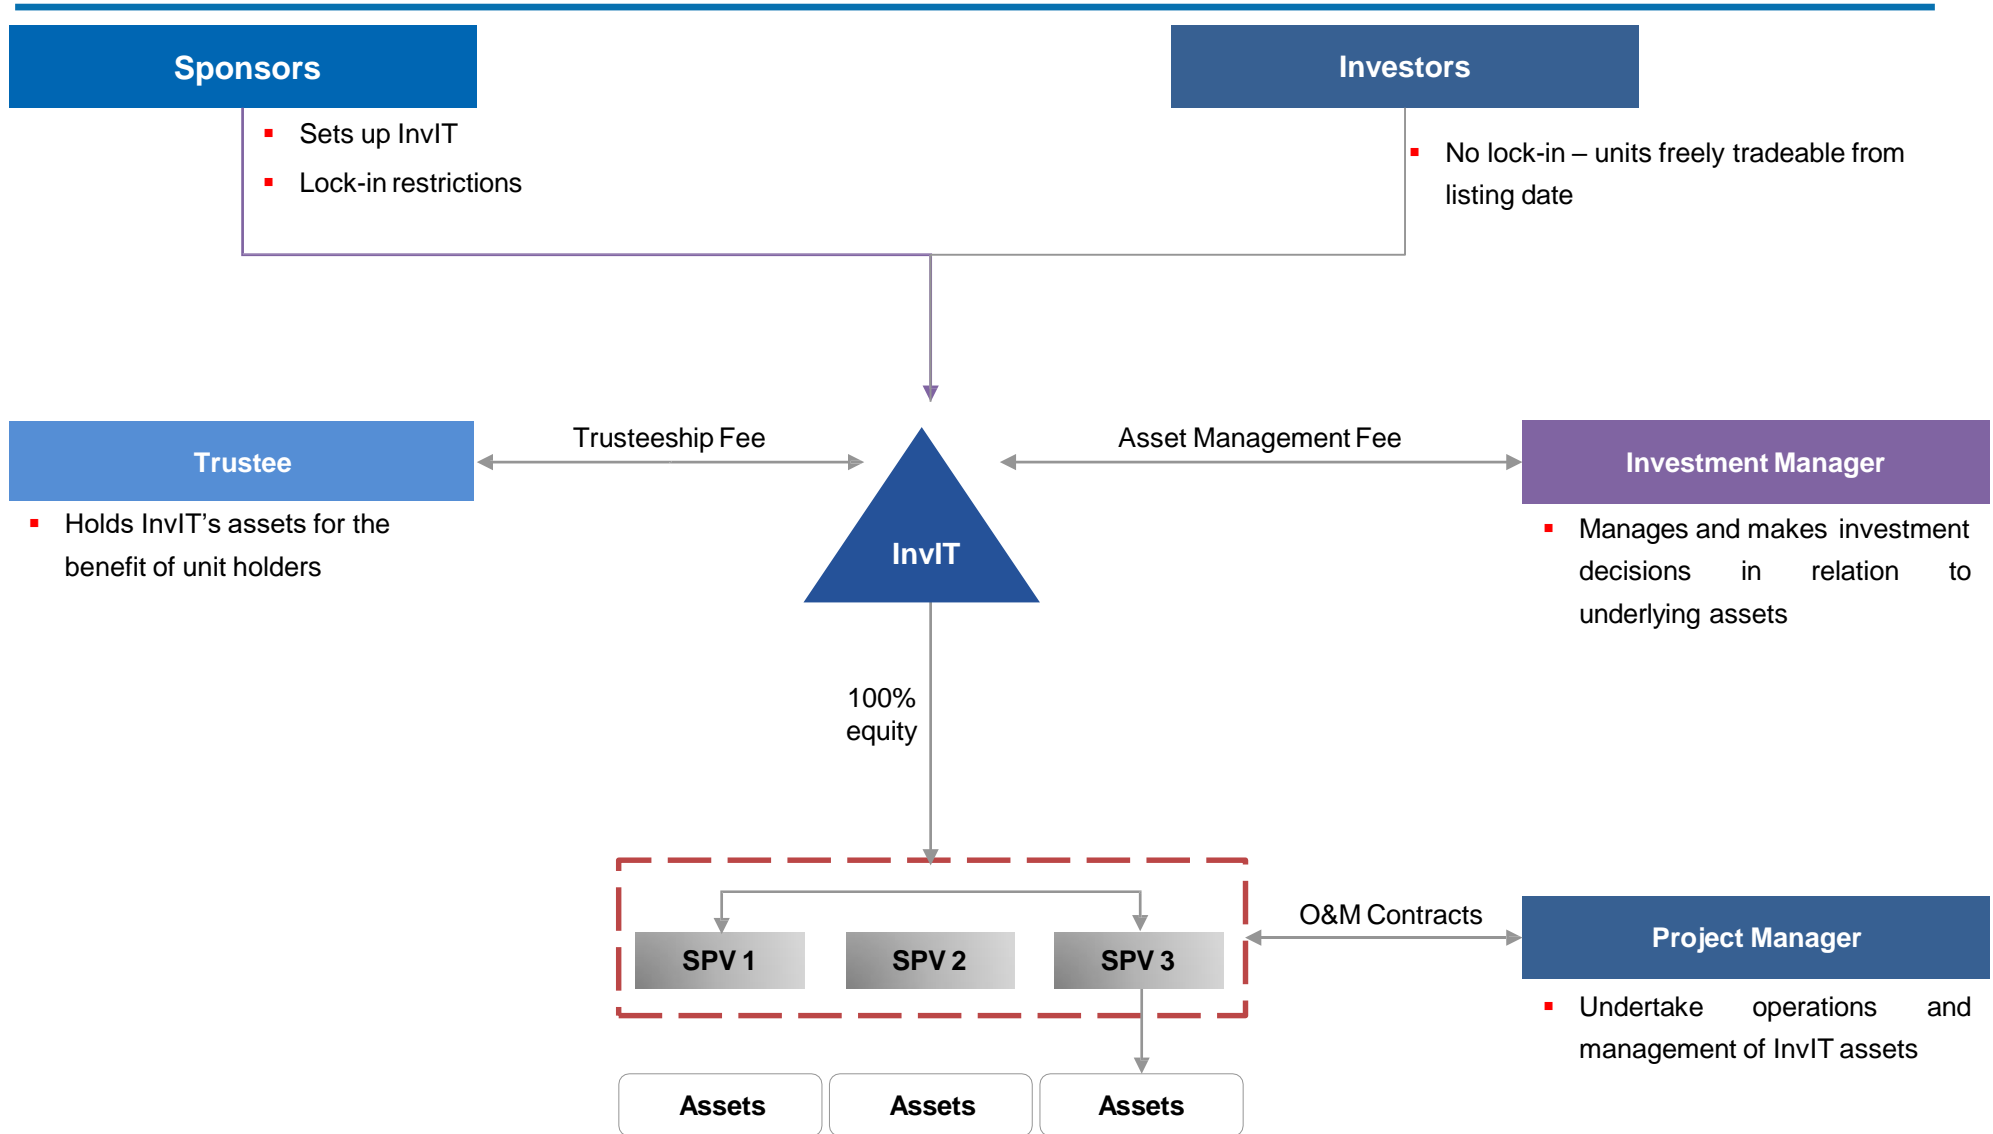 Sponsors
Investors
Sets up InvIT
Lock-in restrictions
No lock-in – units freely tradeable from
listing date
Trusteeship Fee
Asset Management Fee
Trustee
Investment Manager
Holds InvIT’s assets for the
benefit of unit holders
InvIT
Manages and makes investment
decisions in relation to
underlying assets
100%
equity
O&M Contracts
Project Manager
SPV 1
SPV 2
SPV 3
Undertake operations and
management of InvIT assets
Assets
Assets
Assets